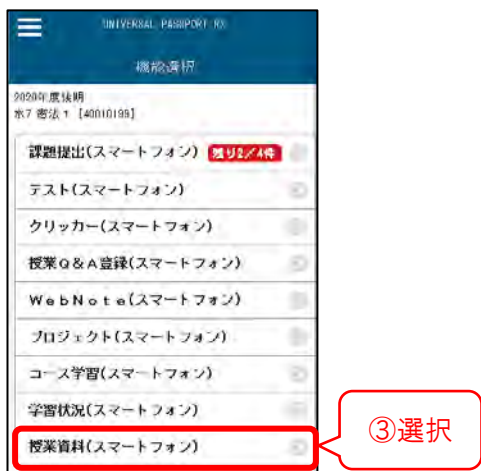 UNIVERSAL PASSPORT RX
機能選択
2020年度後期
水7 憲法1 [40010199]
課題提出(スマートフォン) 残り2/4件
テスト(スマートフォン)
クリッカー(スマートフォン)
授業Q&A登録(スマートフォン)
WebNote(スマートフォン)
プロジェクト(スマートフォン)
コース学習(スマートフォン)
学習状況(スマートフォン)
授業資料(スマートフォン)
③選択